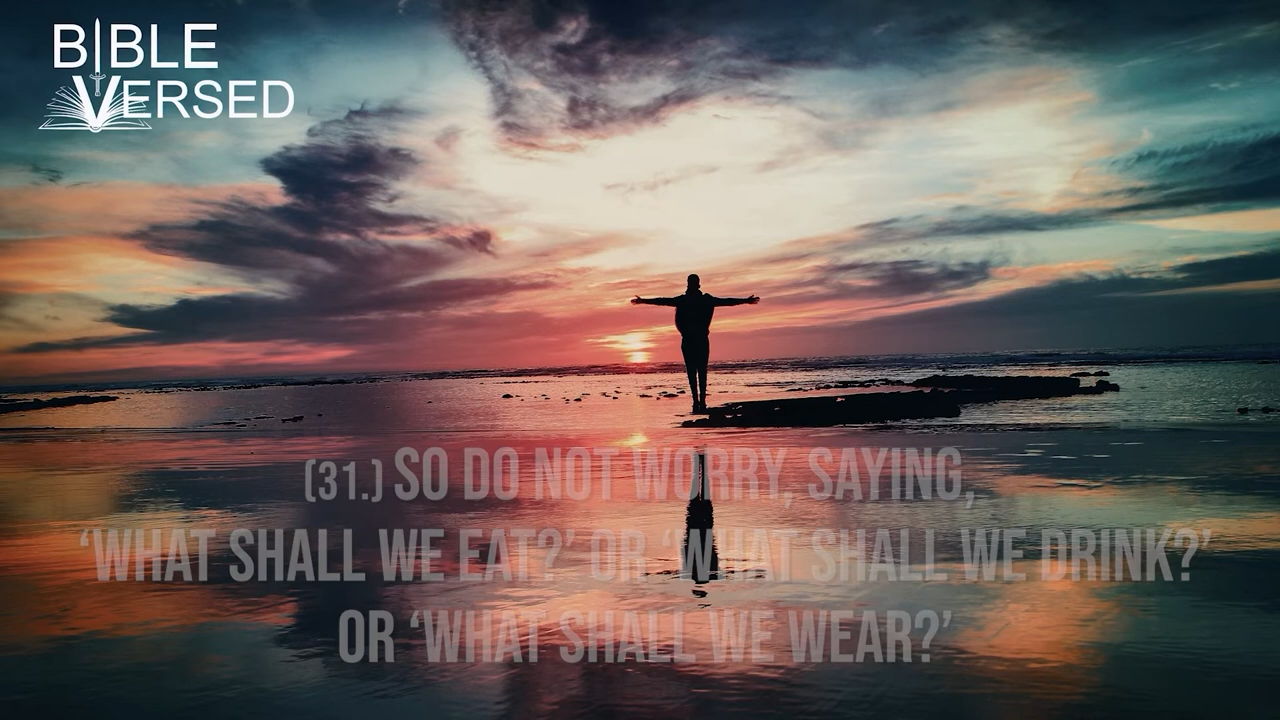 BIBLE
VERSED
(31.) SO DO NOT WORRY, SAYING,
‘WHAT SHALL WE EAT?’ OR ‘WHAT SHALL WE DRINK?’
OR ‘WHAT SHALL WE WEAR?’